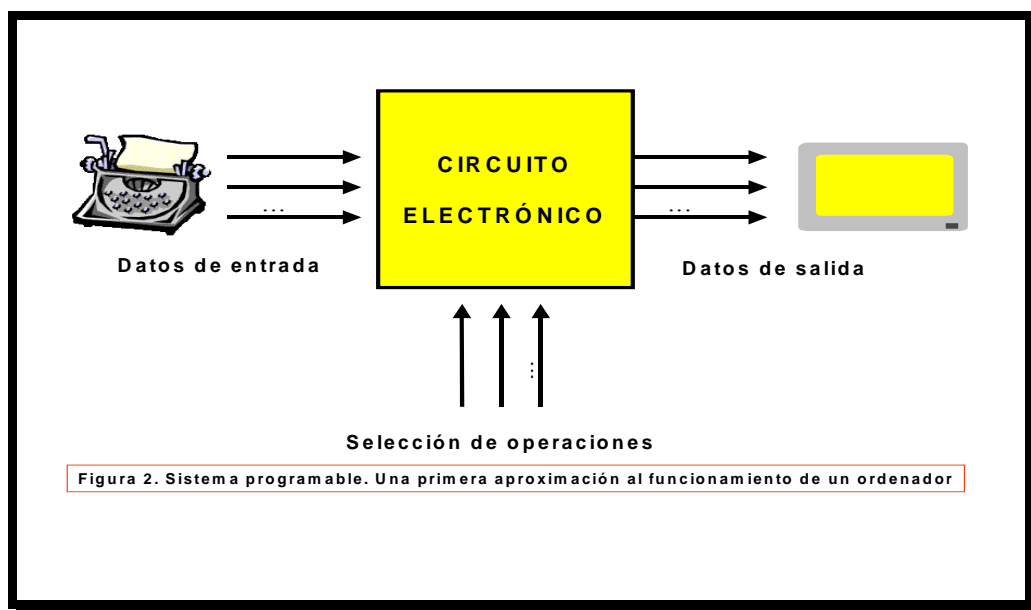 CIRCUITO
ELECTRÓNICO
...
...
Datos de entrada
Datos de salida
...
Selección de operaciones
Figura 2. Sistema programable. Una primera aproximación al funcionamiento de un ordenador